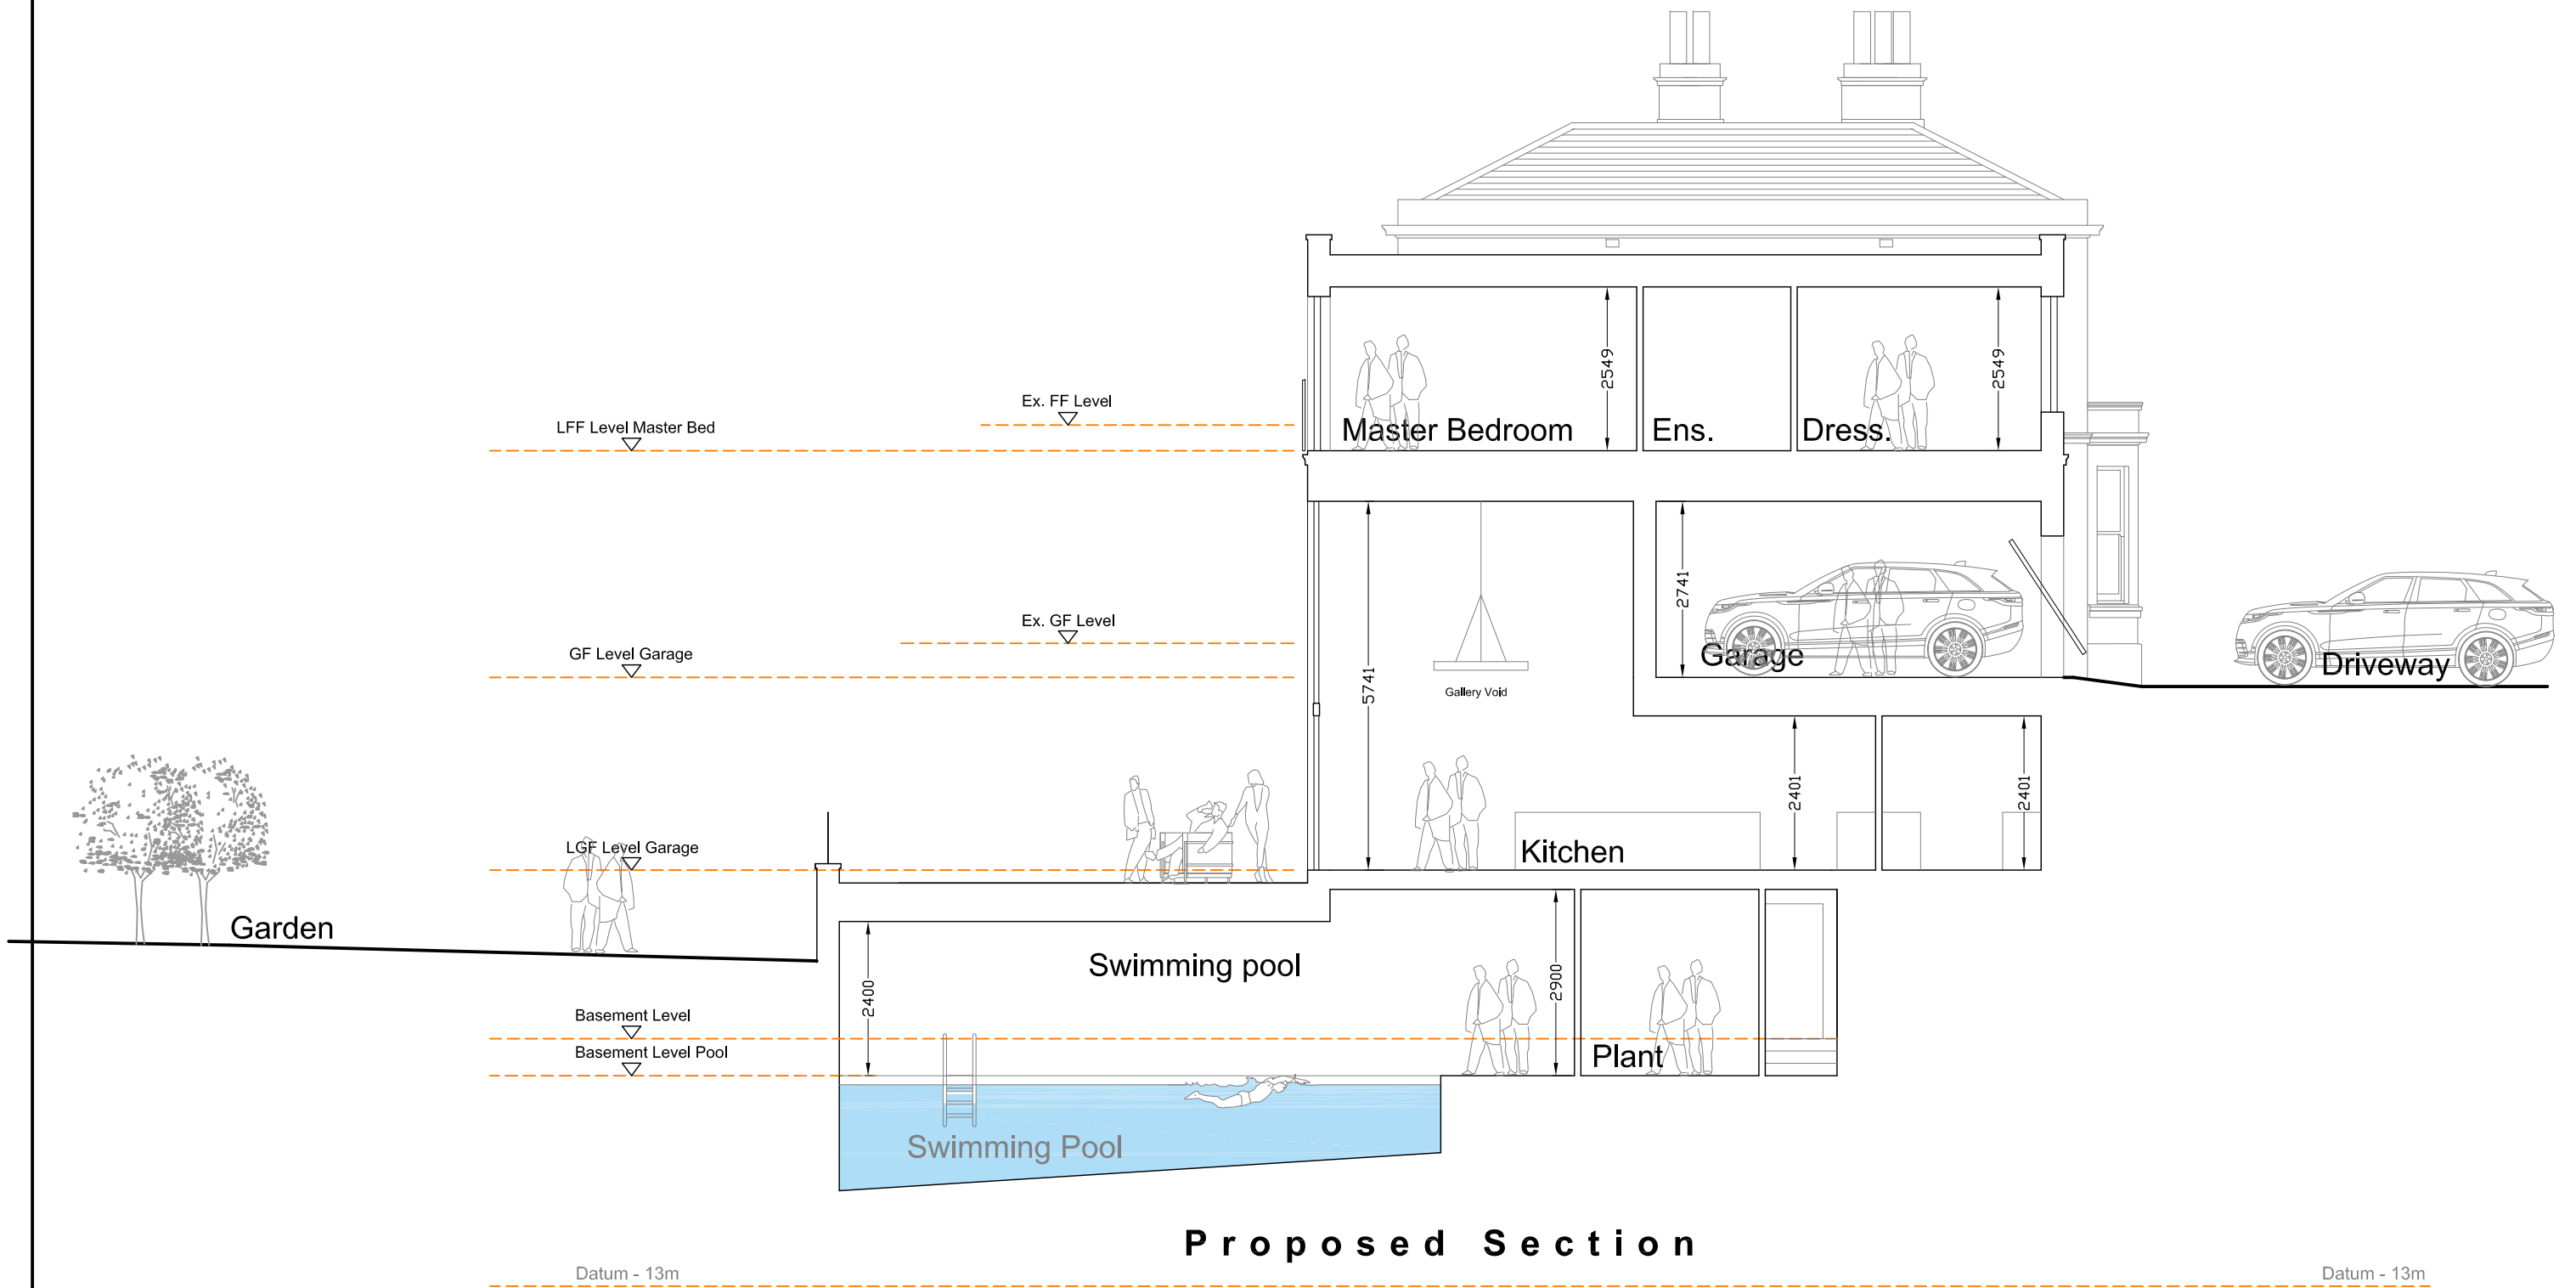 2549
2549
Ex. FF Level
LFF Level Master Bed
Master Bedroom
Ens.
Dress.
2741
Ex. GF Level
GF Level Garage
Garage
Driveway
5741
Gallery Void
2401
2401
LGF Level Garage
Kitchen
Garden
Swimming pool
2400
2900
Basement Level
Basement Level Pool
Plant
Swimming Pool
Proposed Section
Datum - 13m
Datum - 13m